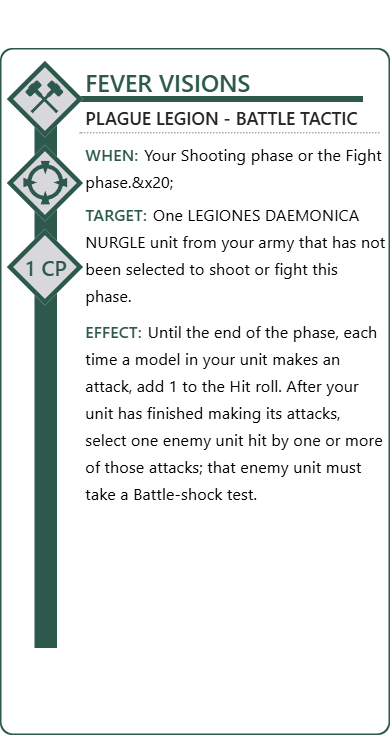 FEVER VISIONS
PLAGUE LEGION - BATTLE TACTIC
WHEN: Your Shooting phase or the Fight
phase.&x20;
TARGET: One LEGIONES DAEMONICA
NURGLE unit from your army that has not
1 CP
been selected to shoot or fight this
phase.
EFFECT: Until the end of the phase, each
time a model in your unit makes an
attack, add 1 to the Hit roll. After your
unit has finished making its attacks,
select one enemy unit hit by one or more
of those attacks; that enemy unit must
take a Battle-shock test.